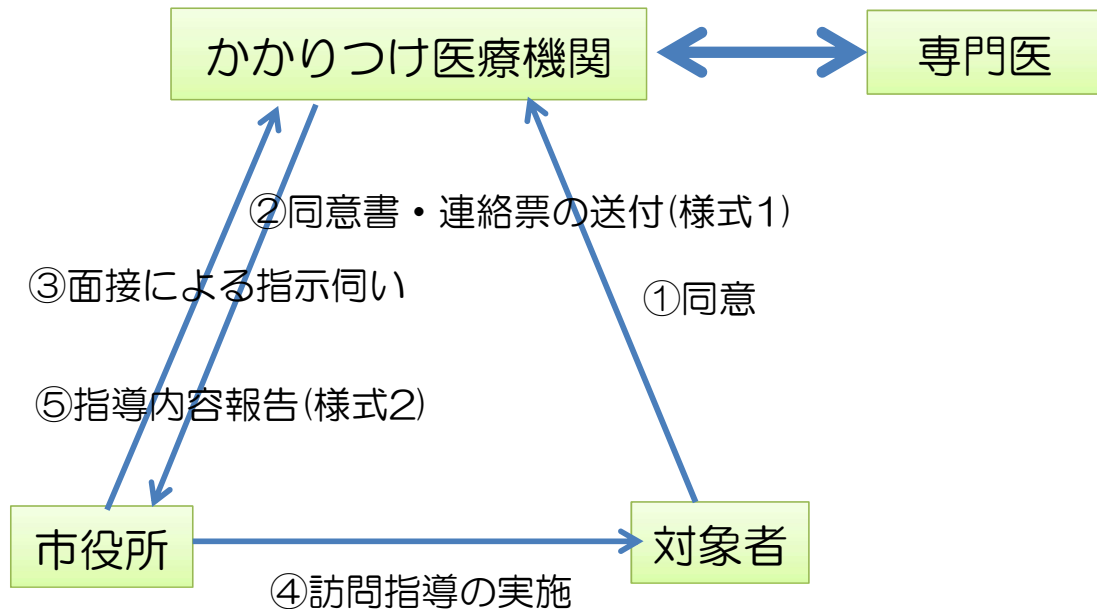 かかりつけ医療機関
専門医
②同意書・連絡票の送付(様式1)
③面接による指示伺い
①同意
⑤指導内容報告(様式2)
市役所
対象者
④訪問指導の実施